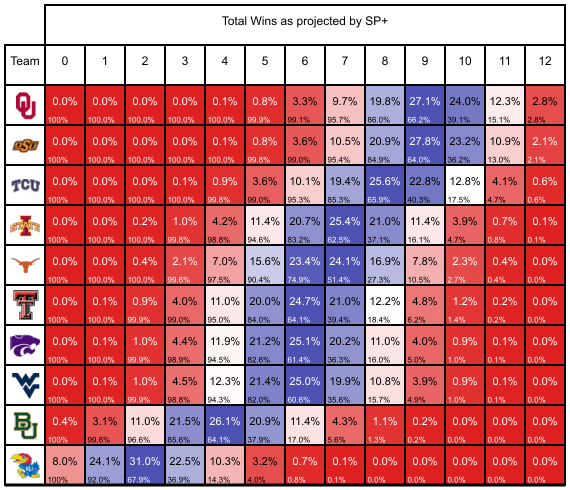 Total Wins as projected by SP+
Team 0 1 2 3 4 5 6 7 8 9 10 11 12
OU 0.0% 0.0% 0.0% 0.0% 0.1% 0.8% 3.3% 9.7% 19.8% 27.1% 24.0% 12.3% 2.8%
100% 100.0% 100.0% 100.0% 100.0% 99.9% 99.1% 95.7% 86.0% 66.2% 39.1% 15.1% 2.8%
OSU 0.0% 0.0% 0.0% 0.0% 0.1% 0.8% 3.6% 10.5% 20.9% 27.8% 23.2% 10.9% 2.1%
100% 100.0% 100.0% 100.0% 100.0% 99.8% 99.0% 95.4% 84.9% 64.0% 36.2% 13.0% 2.1%
TCU 0.0% 0.0% 0.0% 0.1% 0.9% 3.6% 10.1% 19.4% 25.6% 22.8% 12.8% 4.1% 0.6%
100% 100.0% 100.0% 100.0% 99.8% 99.0% 95.3% 85.3% 65.9% 40.3% 17.5% 4.7% 0.6%
STATE 0.0% 0.0% 0.2% 1.0% 4.2% 11.4% 20.7% 25.4% 21.0% 11.4% 3.9% 0.7% 0.1%
100% 100.0% 100.0% 99.8% 98.8% 94.6% 83.2% 62.5% 37.1% 16.1% 4.7% 0.8% 0.1%
0.0% 0.0% 0.4% 2.1% 7.0% 15.6% 23.4% 24.1% 16.9% 7.8% 2.3% 0.4% 0.0%
100% 100.0% 100.0% 99.6% 97.5% 90.4% 74.9% 51.4% 27.3% 10.5% 2.7% 0.4% 0.0%
T 0.0% 0.1% 0.9% 4.0% 11.0% 20.0% 24.7% 21.0% 12.2% 4.8% 1.2% 0.2% 0.0%
100% 100.0% 99.9% 99.0% 95.0% 84.0% 64.1% 39.4% 18.4% 6.2% 1.4% 0.2% 0.0%
0.0% 0.1% 1.0% 4.4% 11.9% 21.2% 25.1% 20.2% 11.0% 4.0% 0.9% 0.1% 0.0%
100% 100.0% 99.9% 98.9% 94.5% 82.6% 61.4% 36.3% 16.0% 5.0% 1.0% 0.1% 0.0%
WV 0.0% 0.1% 1.0% 4.5% 12.3% 21.4% 25.0% 19.9% 10.8% 3.9% 0.9% 0.1% 0.0%
100% 100.0% 99.9% 98.8% 94.3% 82.0% 60.6% 35.6% 15.7% 4.9% 1.0% 0.1% 0.0%
BU 0.4% 3.1% 11.0% 21.5% 26.1% 20.9% 11.4% 4.3% 1.1% 0.2% 0.0% 0.0% 0.0%
100% 99.6% 96.6% 85.6% 64.1% 37.9% 17.0% 5.6% 1.3% 0.2% 0.0% 0.0% 0.0%
KU 8.0% 24.1% 31.0% 22.5% 10.3% 3.2% 0.7% 0.1% 0.0% 0.0% 0.0% 0.0% 0.0%
100% 92.0% 67.9% 36.9% 14.3% 4.0% 0.8% 0.1% 0.0% 0.0% 0.0% 0.0% 0.0%